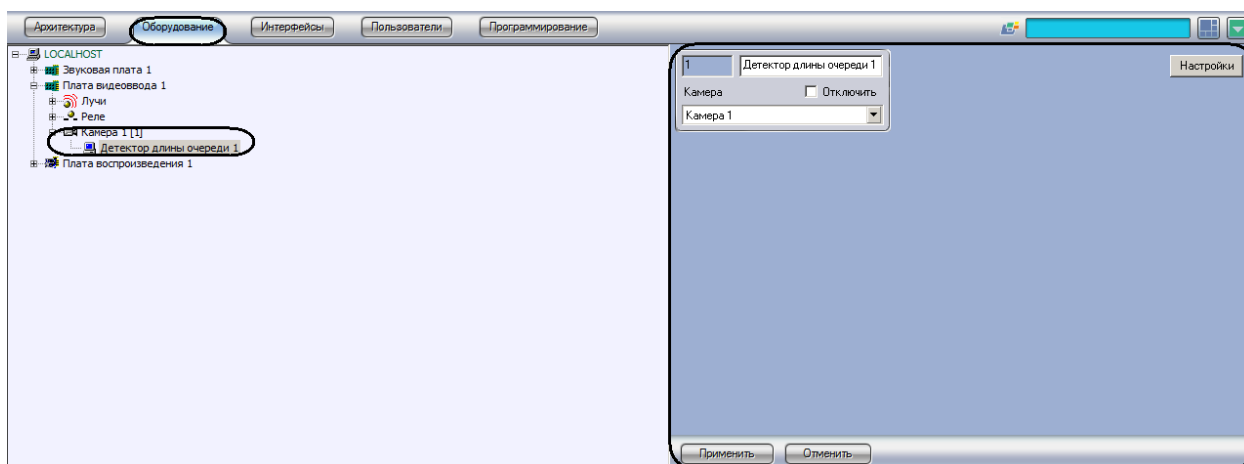 Архитектура Оборудование Интерфейсы Пользователи Программирование
LOCALHOST
Звуковая плата 1
Плата видеоввода 1
Лучи
Реле
Камера 1 [1]
Детектор длины очереди 1
Плата воспроизведения 1
1 Детектор длины очереди 1 Настройки
Камера Отключить
Камера 1
Применить Отменить